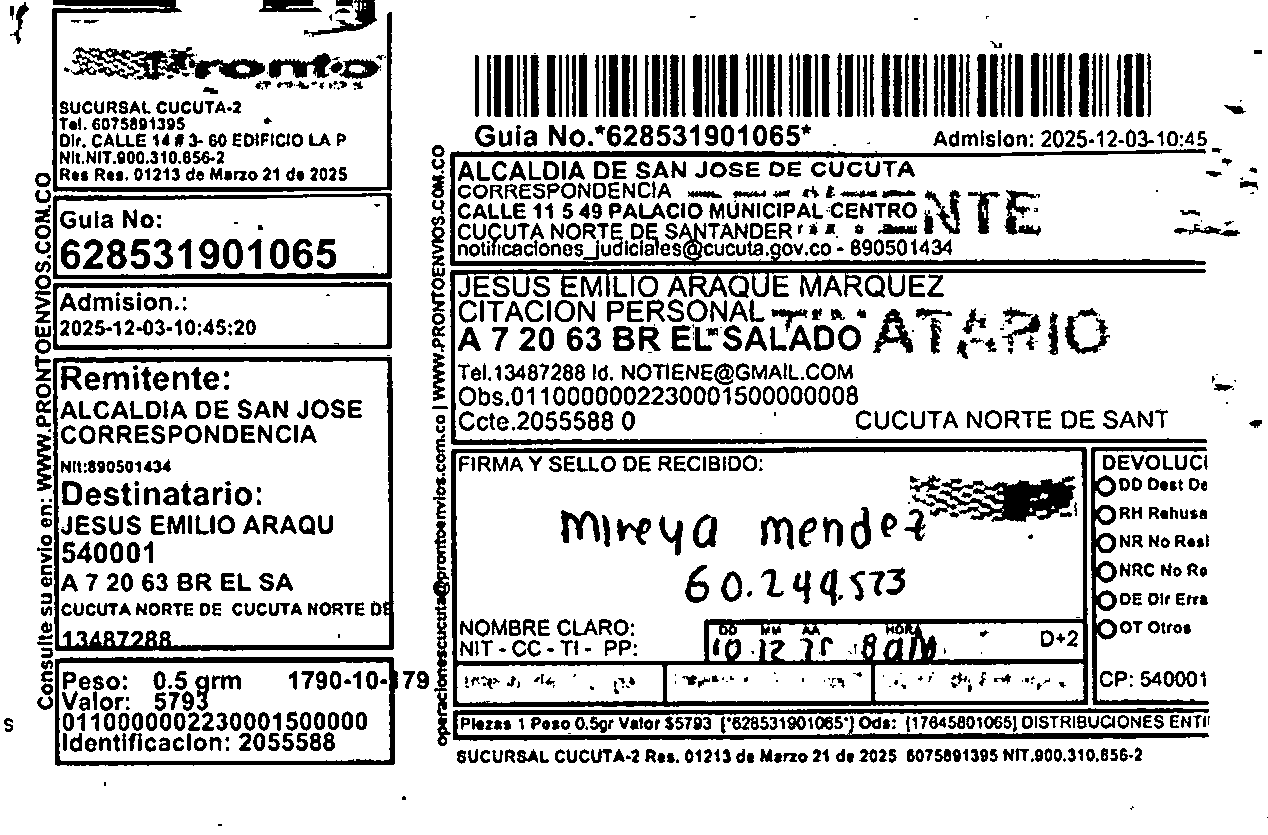 Pronto
SUCURSAL CUCUTA-2
Tel. 6075891395
Dir. CALLE 14 # 3- 60 EDIFICIO LA P
Nit.NIT.900.310.856-2
Res Res. 01213 de Marzo 21 de 2025
Guia No:
628531901065
Admision.:
2025-12-03-10:45:20
Remitente:
ALCALDIA DE SAN JOSE
CORRESPONDENCIA
Nit:890501434
Destinatario:
JESUS EMILIO ARAQU
540001
A 7 20 63 BR EL SA
CUCUTA NORTE DE CUCUTA NORTE DE
13487288
Peso: 0.5 grm 1790-10-179
Valor: 5793
0110000002230001500000
Identificacion: 2055588
Consulte su envio en: WWW.PRONTOENVIOS.COM.CO
operacionescucuta@prontoenvios.com.co | WWW.PRONTOENVIOS.COM.CO
Guia No.*628531901065*
Admision: 2025-12-03-10:45
ALCALDIA DE SAN JOSE DE CUCUTA
CORRESPONDENCIA
CALLE 11 5 49 PALACIO MUNICIPAL CENTRO
NTE
CUCUTA NORTE DE SANTANDER
notificaciones_judiciales@cucuta.gov.co - 890501434
JESUS EMILIO ARAQUE MARQUEZ
CITACION PERSONAL
A 7 20 63 BR EL SALADO
ATARIO
Tel.13487288 Id. NOTIENE@GMAIL.COM
Obs.0110000002230001500000008
Ccte.2055588 0 CUCUTA NORTE DE SANT
FIRMA Y SELLO DE RECIBIDO:
Mireya mendez
60.249.573
NOMBRE CLARO:
NIT - CC - TI - PP:
DD MM AA HORA
10 12 25 8 am
D+2
DEVOLUCI
DD Dest De
RH Rehusa
NR No Resi
NRC No Re
DE Dir Erra
OT Otros
CP: 540001
Piezas 1 Peso 0.5gr Valor $5793 [*628531901065*] Ods: [17645801065] DISTRIBUCIONES ENTI
SUCURSAL CUCUTA-2 Res. 01213 de Marzo 21 de 2025 6075891395 NIT.900.310.856-2
S